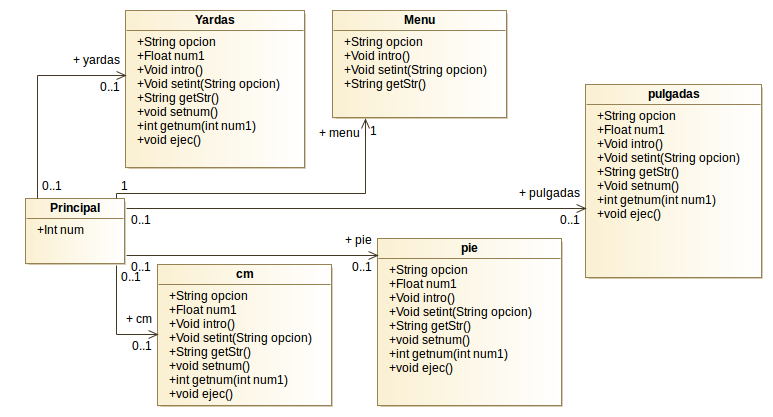 Yardas
+String opcion
+Float num1
+Void intro()
+Void setint(String opcion)
+String getStr()
+void setnum()
+int getnum(int num1)
+void ejec()
Menu
+String opcion
+Void intro()
+Void setint(String opcion)
+String getStr()
+ yardas
0..1
pulgadas
+String opcion
+Float num1
+Void intro()
+Void setint(String opcion)
+String getStr()
+Void setnum()
+int getnum(int num1)
+void ejec()
+ menu
1
0..1
1
+ pulgadas
0..1
0..1
Principal
+Int num
+ pie
0..1
0..1
0..1
pie
+String opcion
+Float num1
+Void intro()
+Void setint(String opcion)
+String getStr()
+void setnum()
+int getnum(int num1)
+void ejec()
cm
+String opcion
+Float num1
+Void intro()
+Void setint(String opcion)
+String getStr()
+void setnum()
+int getnum(int num1)
+void ejec()
+ cm
0..1